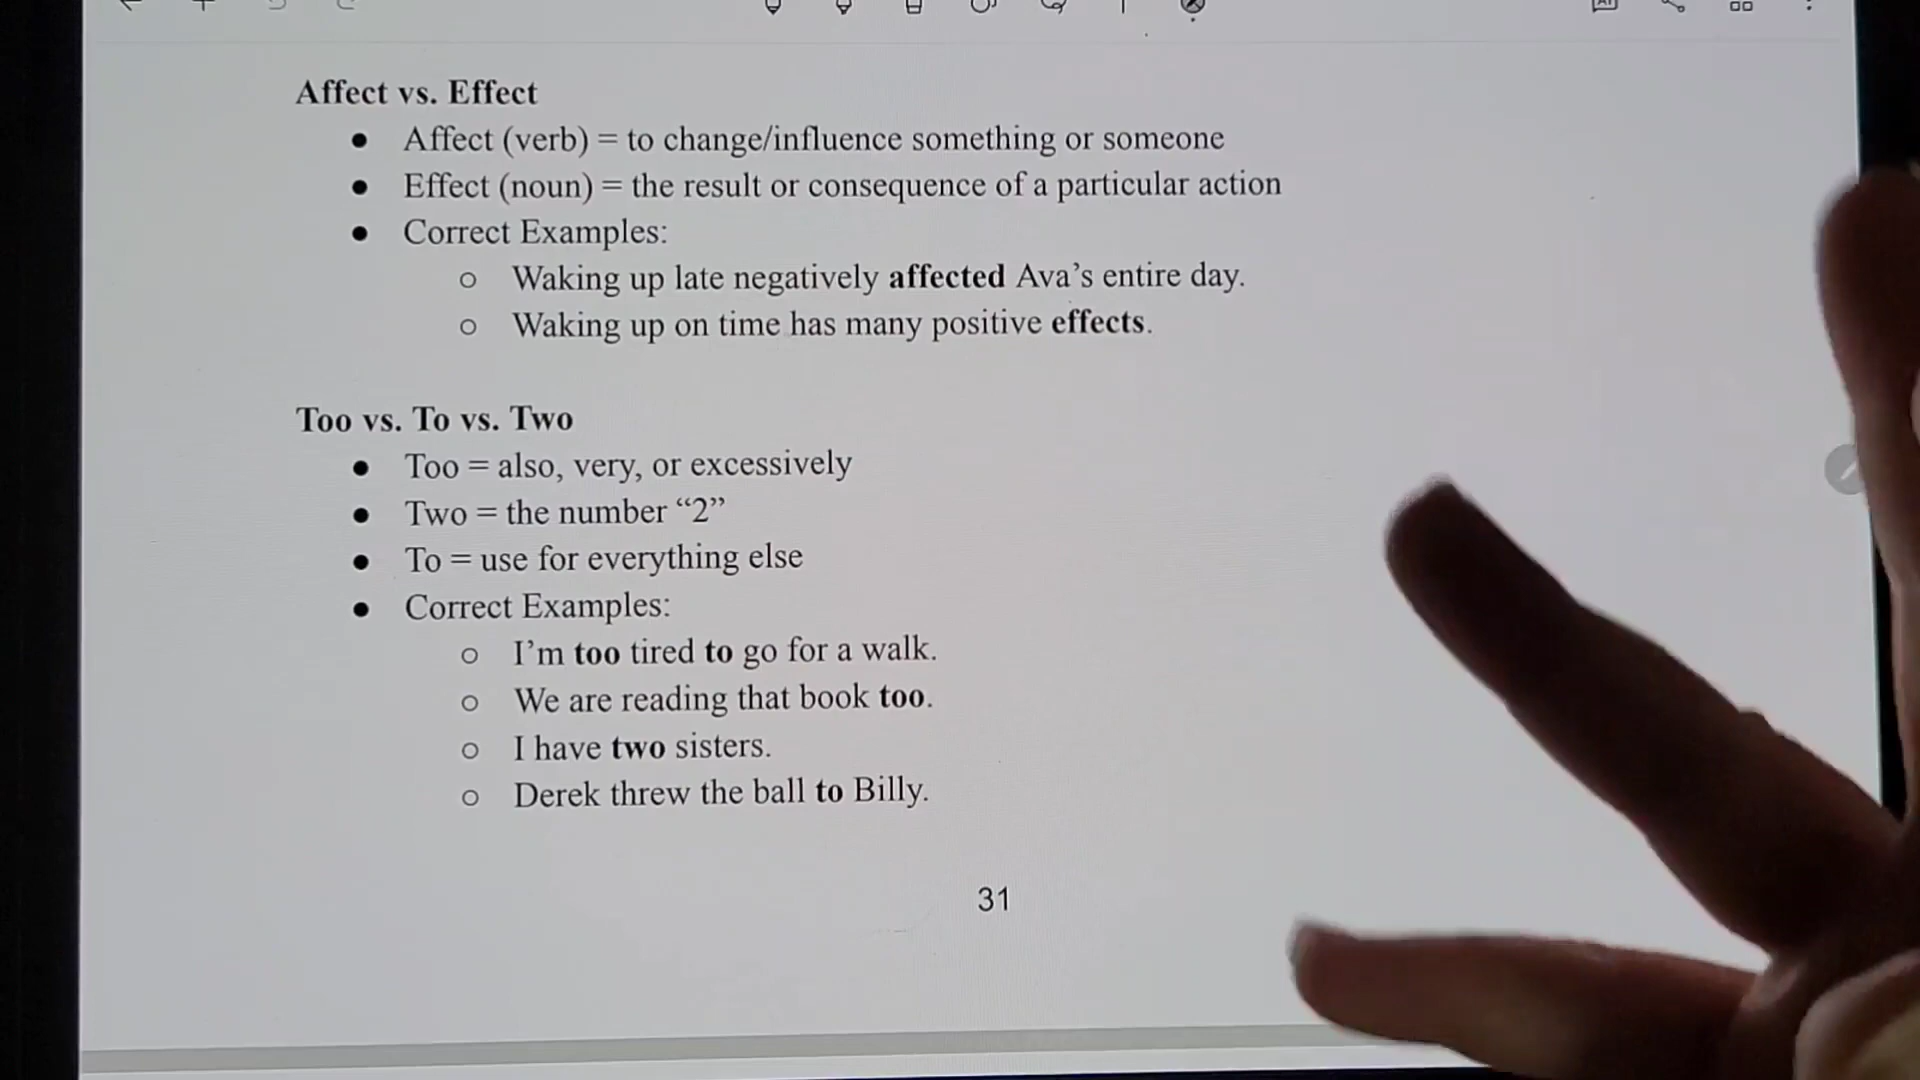 Affect vs. Effect
● Affect (verb) = to change/influence something or someone
● Effect (noun) = the result or consequence of a particular action
● Correct Examples:
○ Waking up late negatively affected Ava’s entire day.
○ Waking up on time has many positive effects.
Too vs. To vs. Two
● Too = also, very, or excessively
● Two = the number “2”
● To = use for everything else
● Correct Examples:
○ I’m too tired to go for a walk.
○ We are reading that book too.
○ I have two sisters.
○ Derek threw the ball to Billy.
31